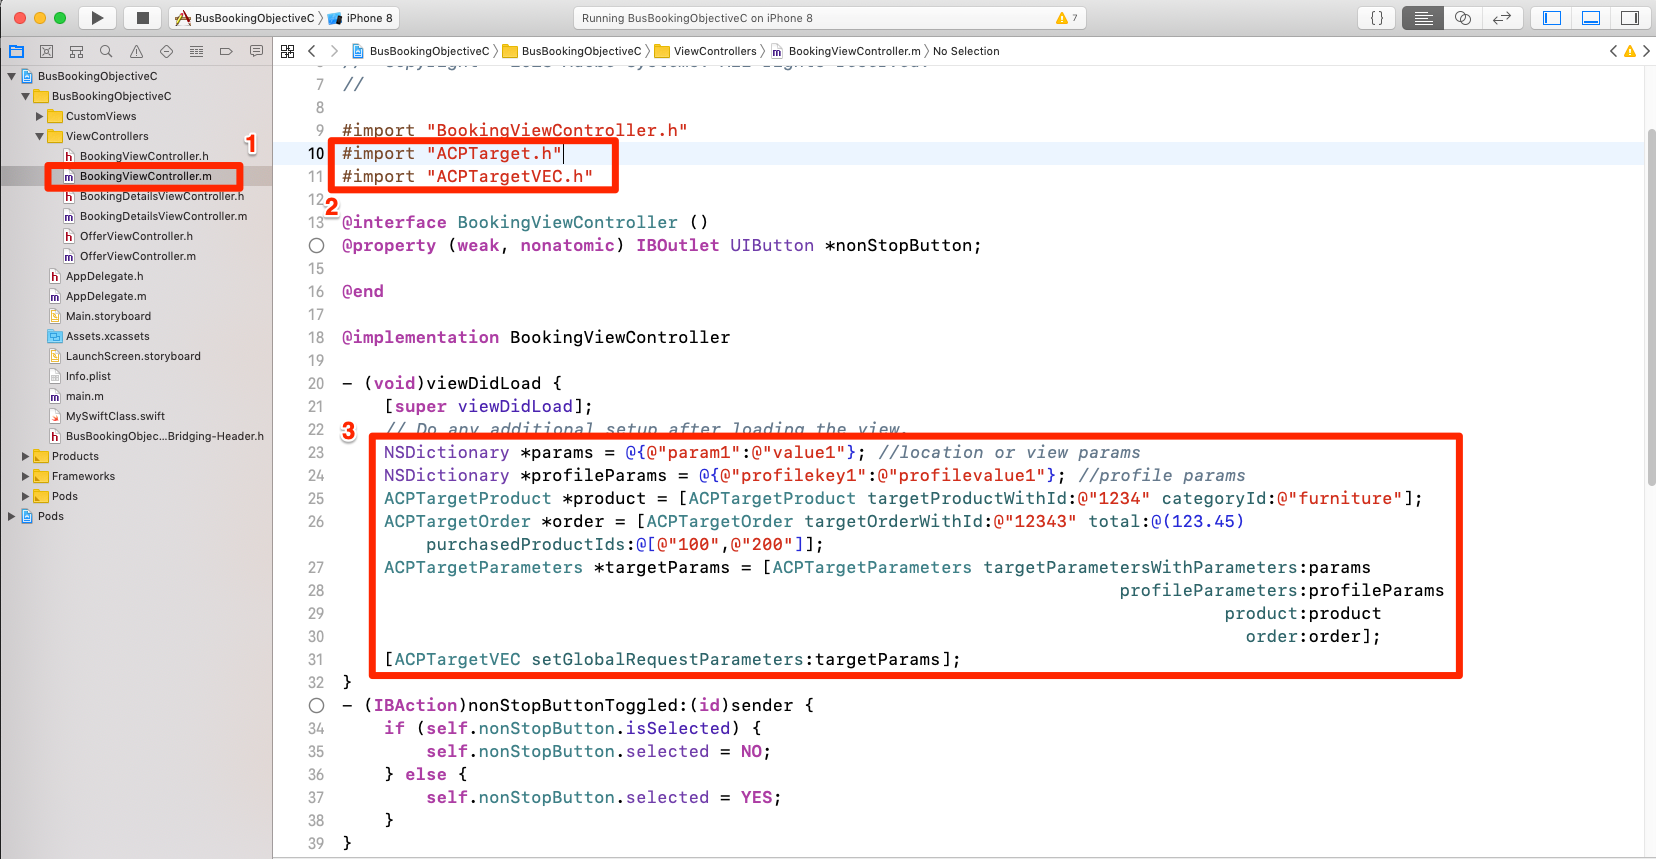 BusBookingObjectiveC 〉 iPhone 8
Running BusBookingObjectiveC on iPhone 8
7
{}
BusBookingObjectiveC 〉 BusBookingObjectiveC 〉 ViewControllers 〉 m BookingViewController.m 〉 No Selection
BusBookingObjectiveC
BusBookingObjectiveC
CustomViews
ViewControllers
1
h BookingViewController.h
m BookingViewController.m
h BookingDetailsViewController.h
m BookingDetailsViewController.m
h OfferViewController.h
m OfferViewController.m
h AppDelegate.h
m AppDelegate.m
Main.storyboard
Assets.xcassets
LaunchScreen.storyboard
Info.plist
m main.m
MySwiftClass.swift
h BusBookingObjec...Bridging-Header.h
Products
Frameworks
Pods
Pods
7 //
8
9 #import "BookingViewController.h"
10 #import "ACPTarget.h"
11 #import "ACPTargetVEC.h"
12
2
13 @interface BookingViewController ()
@property (weak, nonatomic) IBOutlet UIButton *nonStopButton;
15
16 @end
17
18 @implementation BookingViewController
19
20 - (void)viewDidLoad {
21 [super viewDidLoad];
22 // Do any additional setup after loading the view.
3
23 NSDictionary *params = @{@"param1":@"value1"}; //location or view params
24 NSDictionary *profileParams = @{@"profilekey1":@"profilevalue1"}; //profile params
25 ACPTargetProduct *product = [ACPTargetProduct targetProductWithId:@"1234" categoryId:@"furniture"];
26 ACPTargetOrder *order = [ACPTargetOrder targetOrderWithId:@"12343" total:@(123.45)
purchasedProductIds:@[@"100",@"200"]];
27 ACPTargetParameters *targetParams = [ACPTargetParameters targetParametersWithParameters:params
28 profileParameters:profileParams
29 product:product
30 order:order];
31 [ACPTargetVEC setGlobalRequestParameters:targetParams];
32 }
- (IBAction)nonStopButtonToggled:(id)sender {
34 if (self.nonStopButton.isSelected) {
35 self.nonStopButton.selected = NO;
36 } else {
37 self.nonStopButton.selected = YES;
38 }
39 }